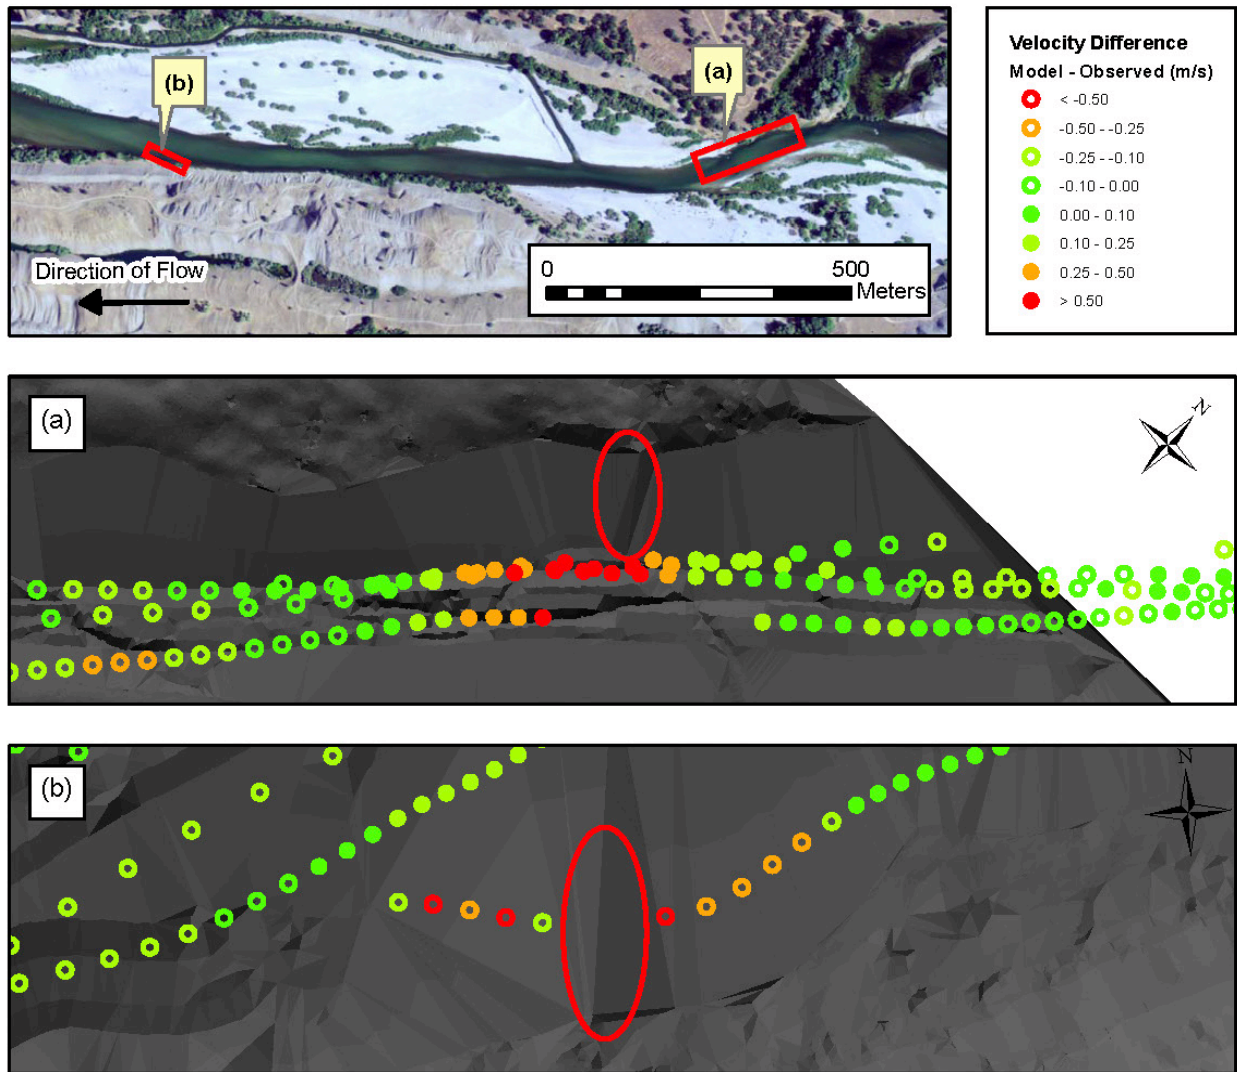 (b)
(a)
Direction of Flow
0 500
Meters
Velocity Difference
Model - Observed (m/s)
< -0.50
-0.50 - -0.25
-0.25 - -0.10
-0.10 - 0.00
0.00 - 0.10
0.10 - 0.25
0.25 - 0.50
> 0.50
(a)
N
(b)
N